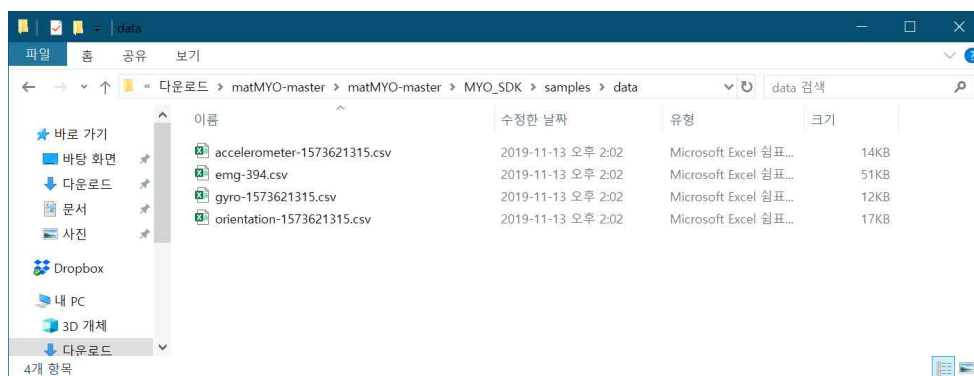 data
파일 홈 공유 보기
« 다운로드 > matMYO-master > matMYO-master > MYO_SDK > samples > data
data 검색
이름 수정한 날짜 유형 크기
바로 가기
바탕 화면
다운로드
문서
사진
Dropbox
내 PC
3D 개체
다운로드
accelerometer-1573621315.csv 2019-11-13 오후 2:02 Microsoft Excel 쉼표... 14KB
emg-394.csv 2019-11-13 오후 2:02 Microsoft Excel 쉼표... 51KB
gyro-1573621315.csv 2019-11-13 오후 2:02 Microsoft Excel 쉼표... 12KB
orientation-1573621315.csv 2019-11-13 오후 2:02 Microsoft Excel 쉼표... 17KB
4개 항목